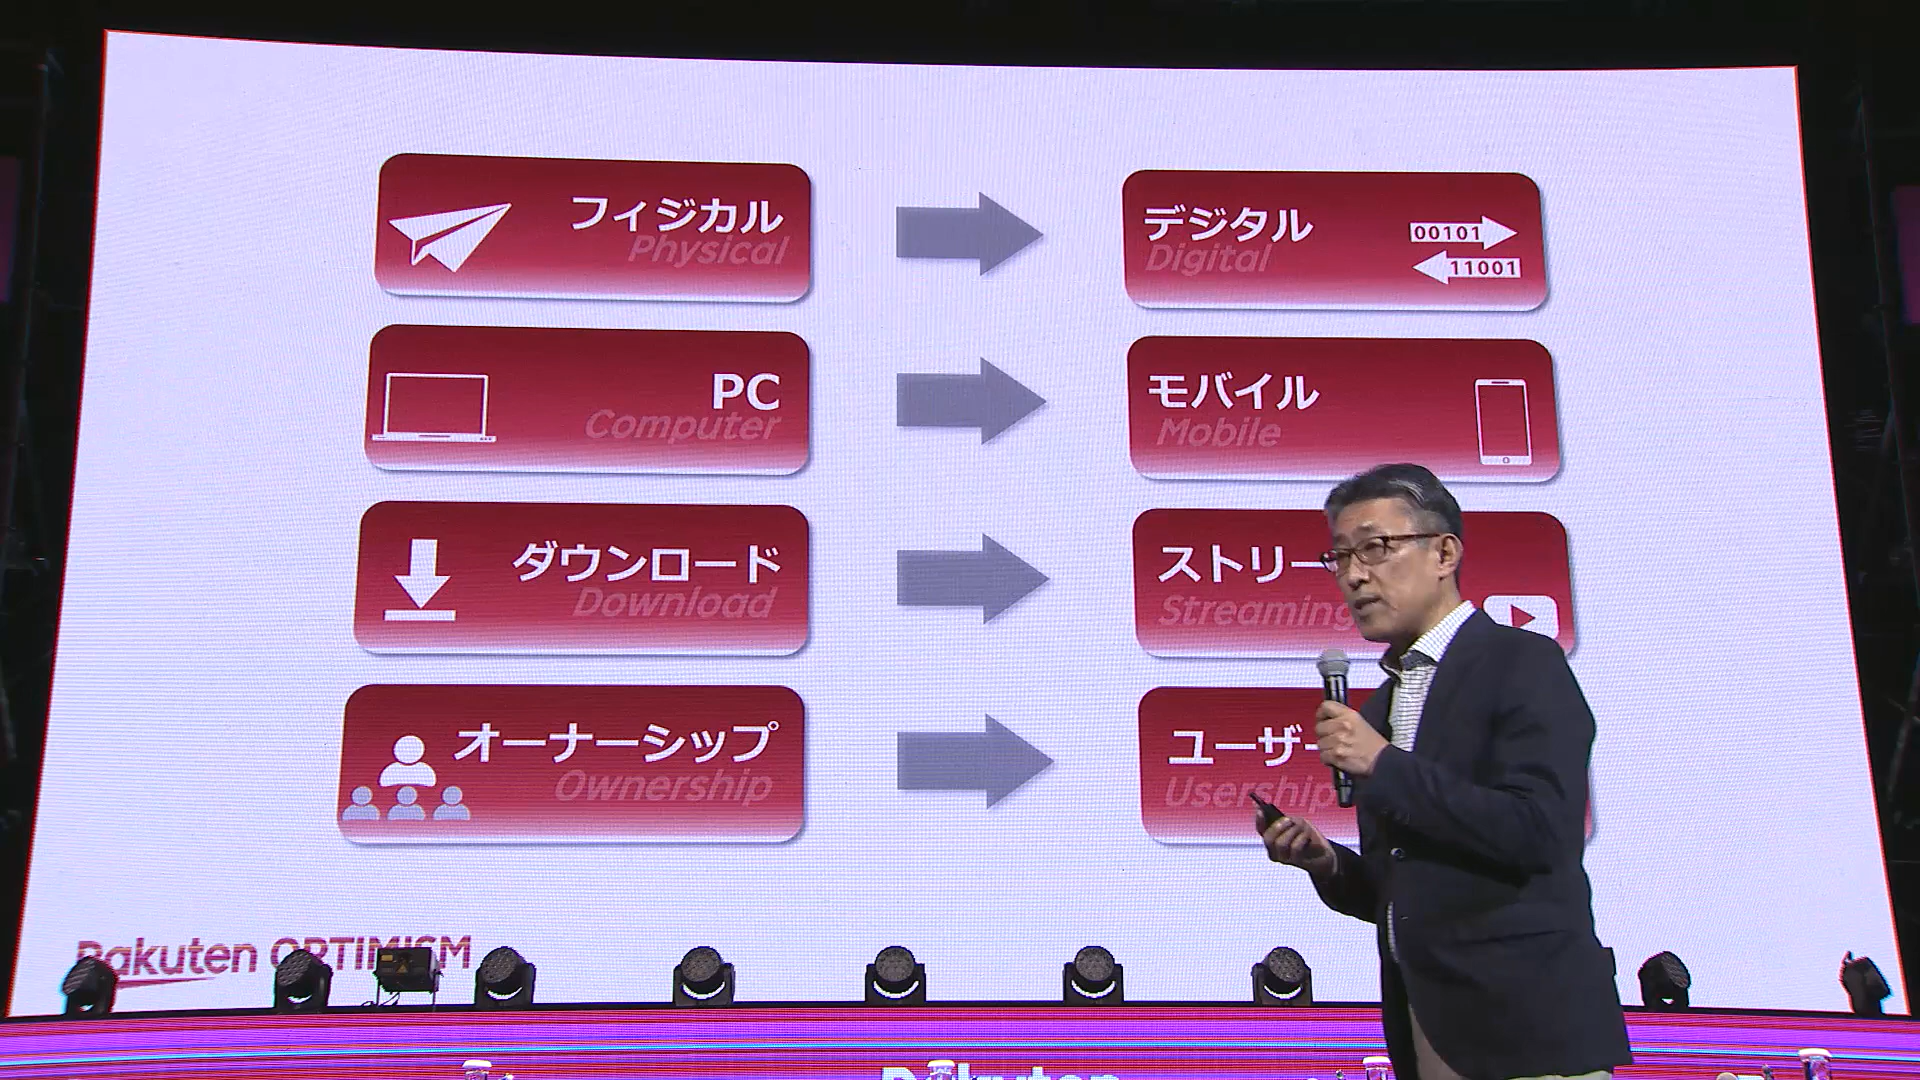 フィジカル
Physical
デジタル
Digital
00101
11001
PC
Computer
モバイル
Mobile
ダウンロード
Download
ストリー
Streaming
オーナーシップ
Ownership
ユーザー
Usership
Rakuten OPTIMISM
Rakuten